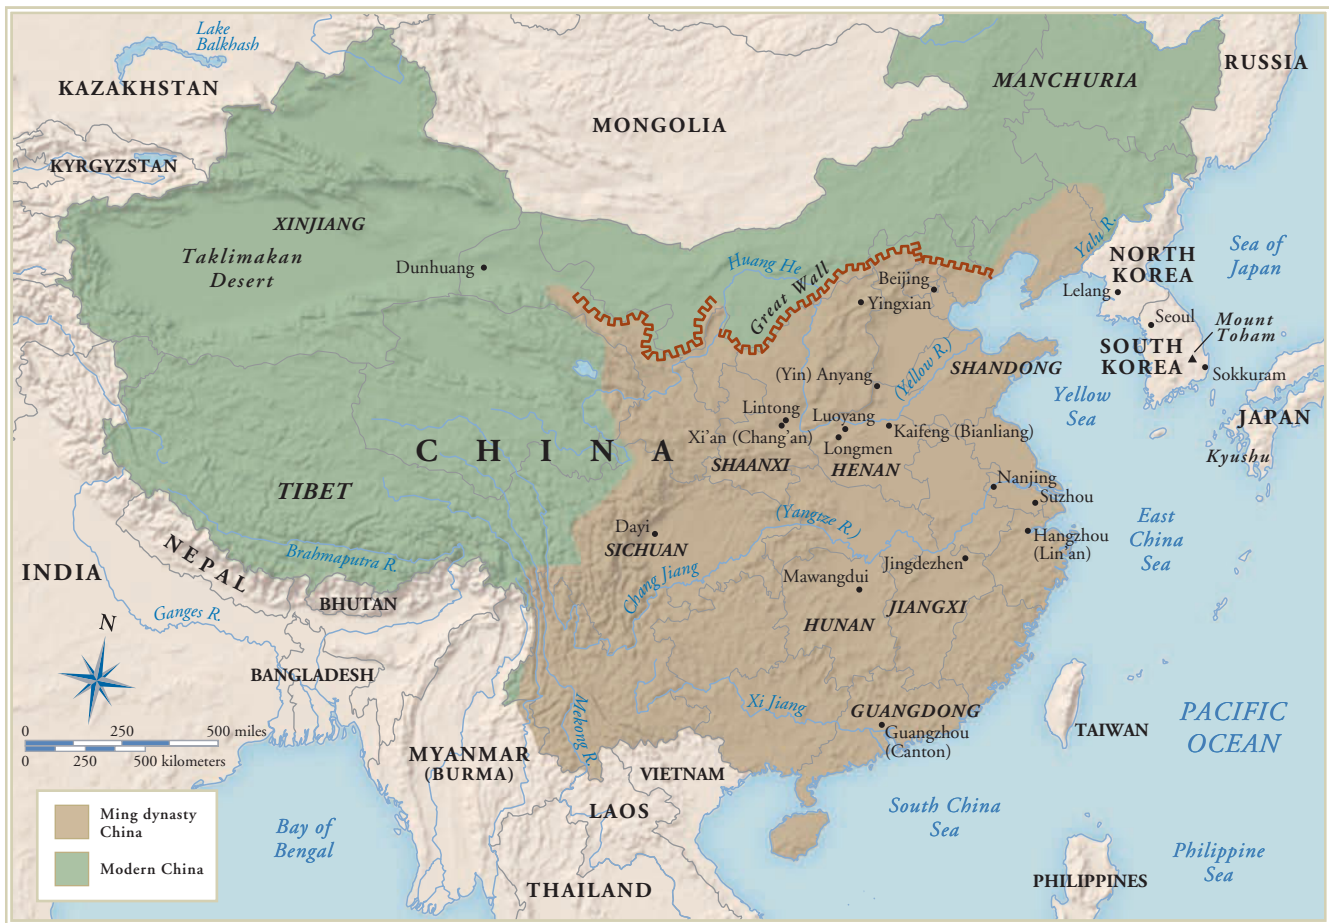 Lake
Balkhash
KAZAKHSTAN
KYRGYZSTAN
MONGOLIA
MANCHURIA
RUSSIA
XINJIANG
Taklimakan
Desert
Dunhuang
Huang He
Great Wall
Beijing
Yingxian
Yalu R.
NORTH
KOREA
Lelang
Sea of
Japan
Seoul
Mount
Toham
SOUTH
KOREA
Sokkuram
(Yin) Anyang
(Yellow R.)
SHANDONG
Yellow
Sea
JAPAN
Kyushu
Lintong
Xi'an (Chang'an)
Luoyang
Longmen
Kaifeng (Bianliang)
CHINA
SHAANXI
HENAN
TIBET
Nanjing
Suzhou
Hangzhou
(Lin'an)
Dayi
SICHUAN
(Yangtze R.)
Chang Jiang
East
China
Sea
Jingdezhen
Mawangdui
JIANGXI
HUNAN
NEPAL
INDIA
Brahmaputra R.
BHUTAN
Ganges R.
N
BANGLADESH
0 250 500 miles
0 250 500 kilometers
Mekong R.
Xi Jiang
GUANGDONG
Guangzhou
(Canton)
TAIWAN
PACIFIC
OCEAN
MYANMAR
(BURMA)
VIETNAM
LAOS
Ming dynasty
China
Modern China
Bay of
Bengal
South China
Sea
Philippine
Sea
THAILAND
PHILIPPINES